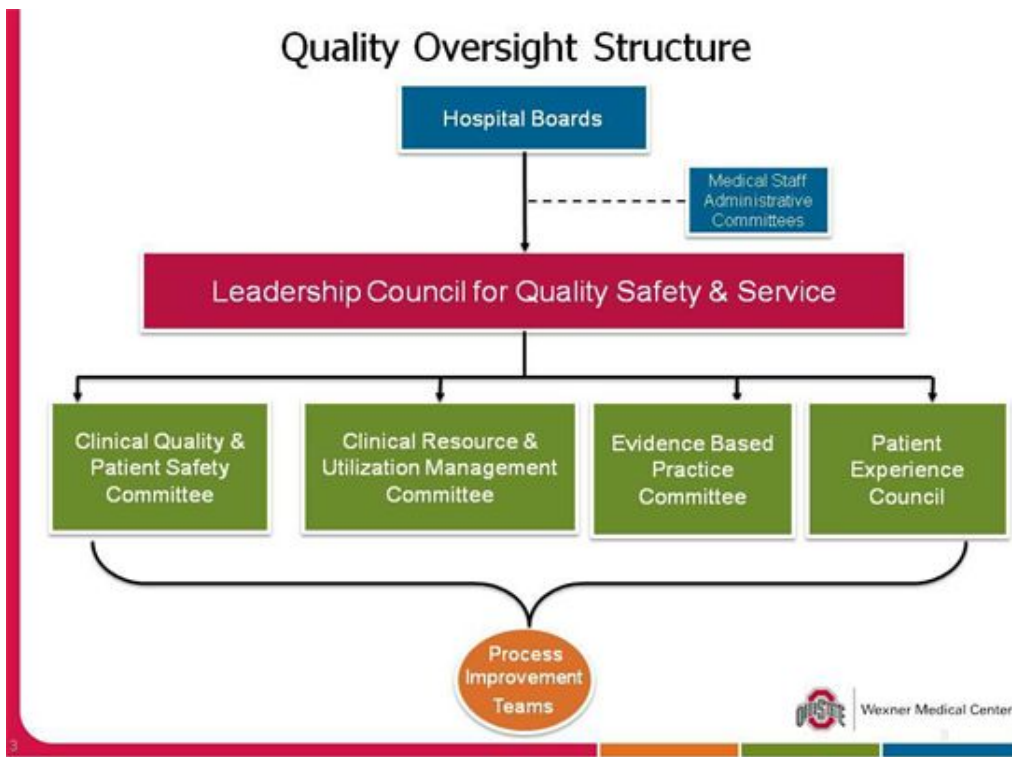 Quality Oversight Structure
Hospital Boards
Medical Staff
Administrative
Committees
Leadership Council for Quality Safety & Service
Clinical Quality &
Patient Safety
Committee
Clinical Resource &
Utilization Management
Committee
Evidence Based
Practice
Committee
Patient
Experience
Council
Process
Improvement
Teams
OHIO STATE
Wexner Medical Center
3